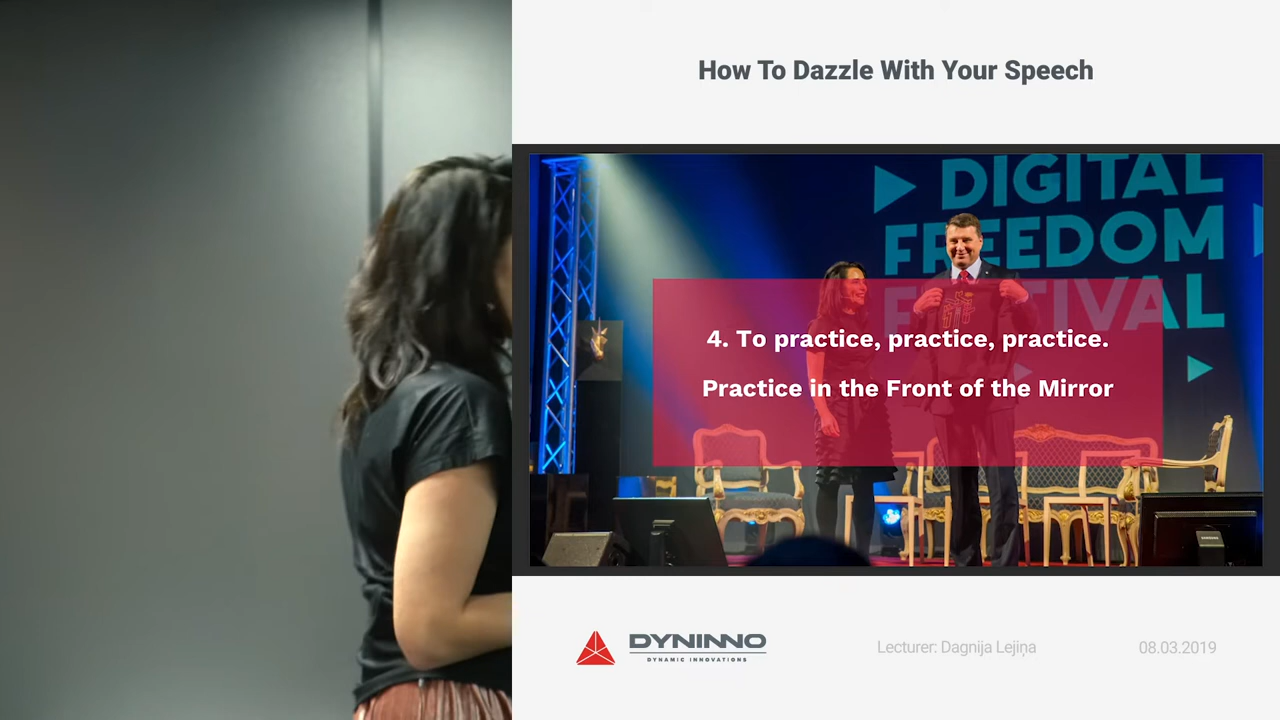 How To Dazzle With Your Speech
DIGITAL
FREEDOM
FESTIVAL
4. To practice, practice, practice.
Practice in the Front of the Mirror
SAMSUNG
DYNINNO
DYNAMIC INNOVATIONS
Lecturer: Dagnija Lejiņa
08.03.2019